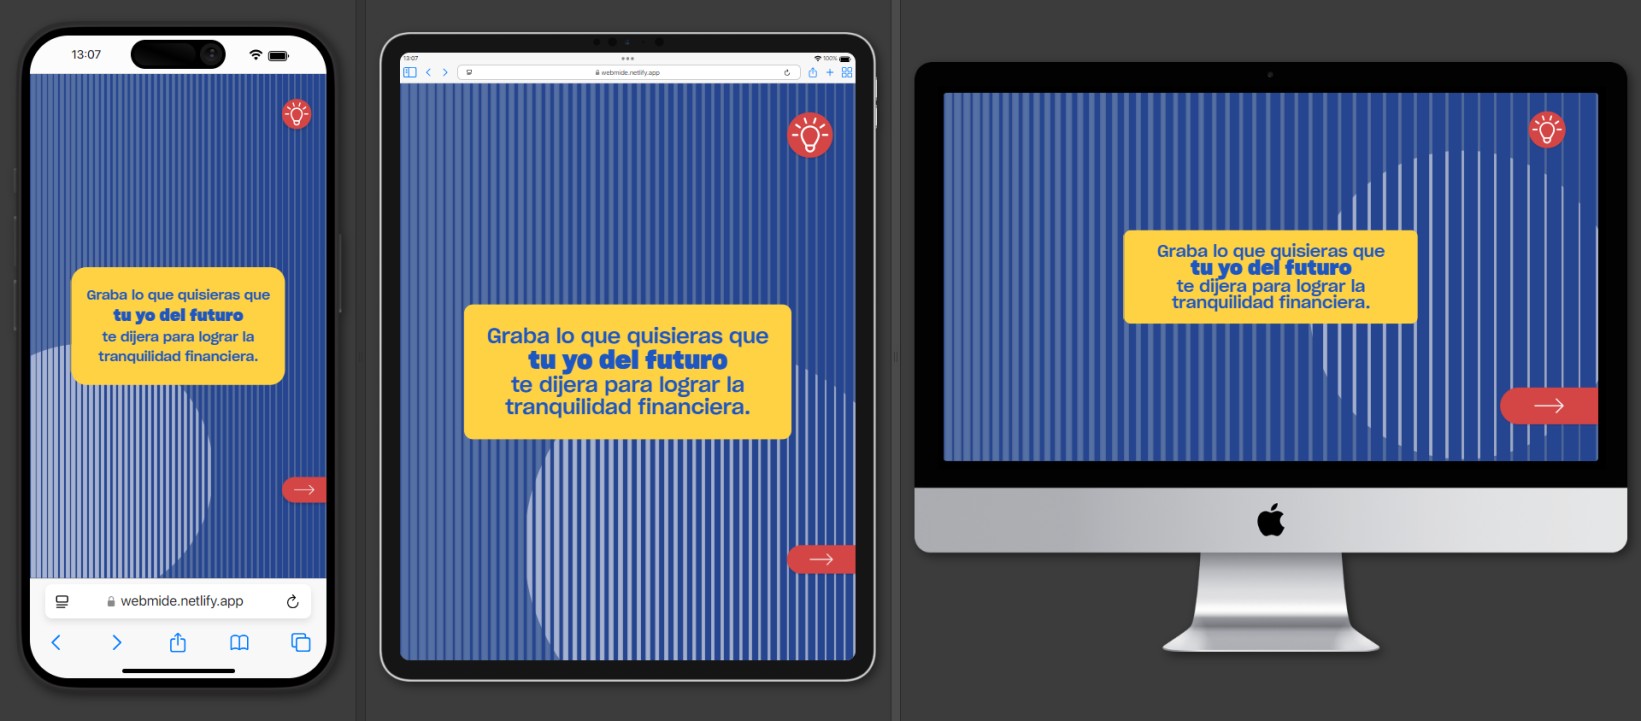 13:07
Graba lo que quisieras que
tu yo del futuro
te dijera para lograr la
tranquilidad financiera.
webmide.netlify.app
13:07
100%
webmide.netlify.app
Graba lo que quisieras que
tu yo del futuro
te dijera para lograr la
tranquilidad financiera.
Graba lo que quisieras que
tu yo del futuro
te dijera para lograr la
tranquilidad financiera.